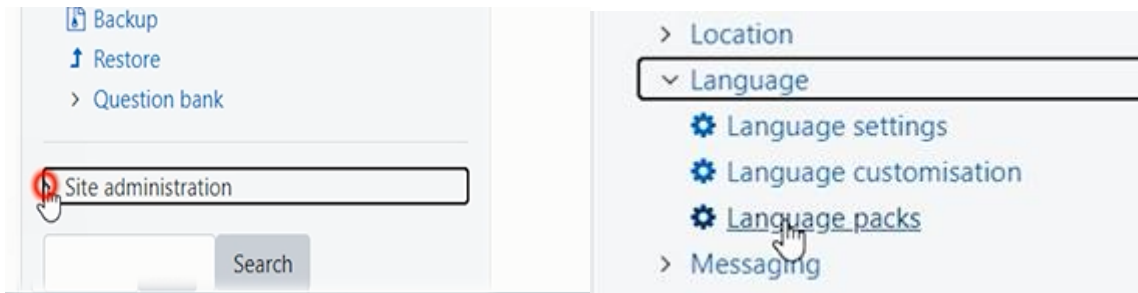 Backup
Restore
Question bank
Site administration
Search
Location
Language
Language settings
Language customisation
Language packs
Messaging